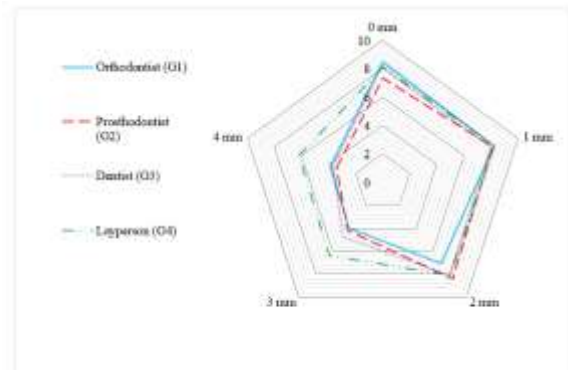 0 mm
10
8
6
4
2
0
1 mm
2 mm
3 mm
4 mm
Orthodontist (G1)
Prosthodontist
(G2)
Dentist (G3)
Layperson (G4)